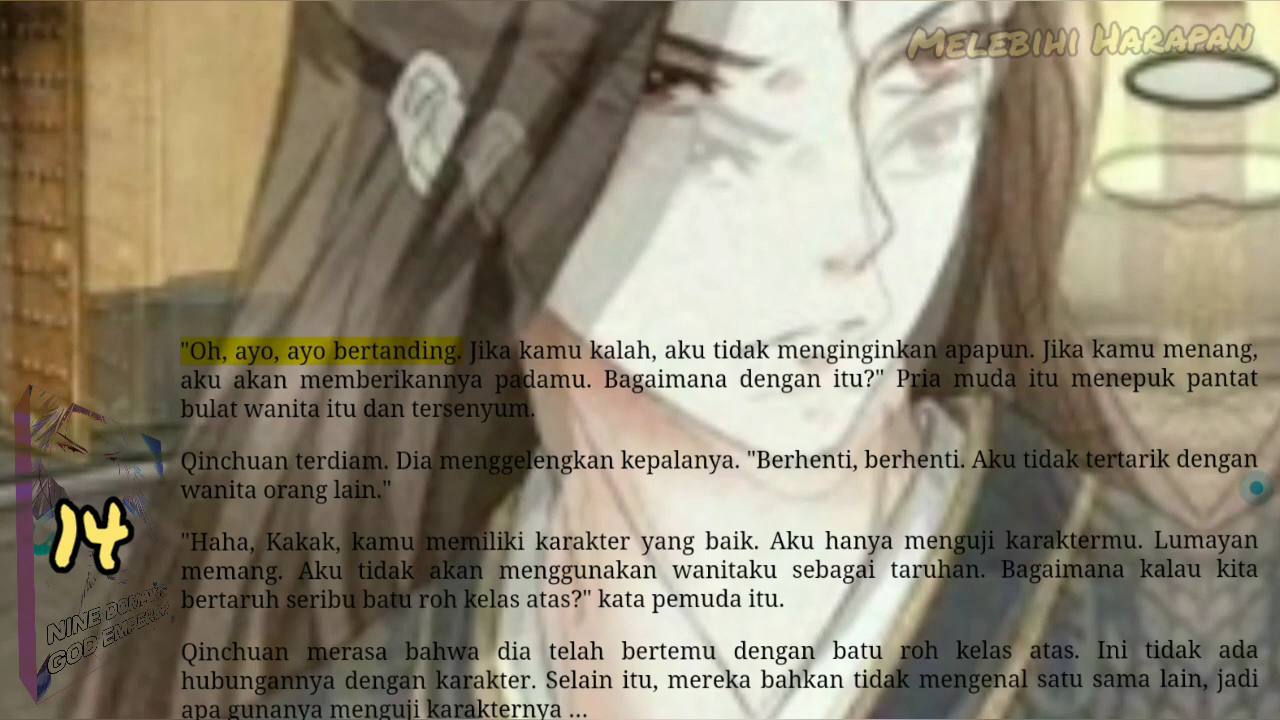 Melebihi Harapan
"Oh, ayo, ayo bertanding. Jika kamu kalah, aku tidak menginginkan apapun. Jika kamu menang,
aku akan memberikannya padamu. Bagaimana dengan itu?" Pria muda itu menepuk pantat
bulat wanita itu dan tersenyum.
Qinchuan terdiam. Dia menggelengkan kepalanya. "Berhenti, berhenti. Aku tidak tertarik dengan
wanita orang lain."
"Haha, Kakak, kamu memiliki karakter yang baik. Aku hanya menguji karaktermu. Lumayan
memang. Aku tidak akan menggunakan wanitaku sebagai taruhan. Bagaimana kalau kita
bertaruh seribu batu roh kelas atas?" kata pemuda itu.
Qinchuan merasa bahwa dia telah bertemu dengan batu roh kelas atas. Ini tidak ada
hubungannya dengan karakter. Selain itu, mereka bahkan tidak mengenal satu sama lain, jadi
apa gunanya menguji karakternya ...
14
NINE DOMAIN
GOD EMPEROR